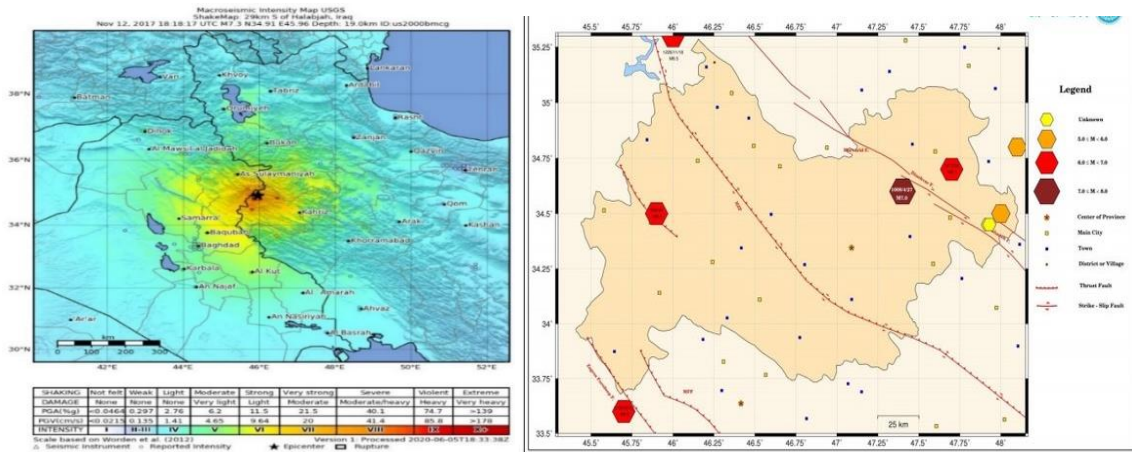 Macroseismic Intensity Map USGS
ShakeMap: 29km S of Halabjah, Iraq
Nov 12, 2017 18:18:17 UTC M7.3 N34.91 E45.96 Depth: 19.0km ID:us2000bmcg
38°N
36°N
34°N
32°N
30°N
Van
Khvoy
Lankaran
Batman
Tabriz
Ardabil
Orumiyeh
Rasht
Dihok
Zanjan
Al Mawsil al Jadidah
Bukan
Qazvin
Tehran
As Sulaymaniyah
Qom
Samarra
Arak
Kashan
Baqubah
Khorramabad
Baghdad
Karbala
Al Kut
An Najaf
Al 'Amarah
Ahvaz
Ar'ar
An Nasiriyah
Al Basrah
km
0 100 200 300
42°E 44°E 46°E 48°E 50°E 52°E
SHAKING Not felt Weak Light Moderate Strong Very strong Severe Violent Extreme
DAMAGE None None None Very light Light Moderate Moderate/heavy Heavy Very heavy
PGA(%g) <0.0464 0.297 2.76 6.2 11.5 21.5 40.1 74.7 >139
PGV(cm/s) <0.0215 0.135 1.41 4.65 9.64 20 41.4 85.8 >178
INTENSITY I II-III IV V VI VII VIII IX X+
Scale based on Worden et al. (2012) Version 1: Processed 2020-06-05T18:33:38Z
△ Seismic Instrument ○ Reported Intensity ★ Epicenter Rupture
35.25
35
34.75
34.5
34.25
34
33.75
33.5
45.5 45.75 46 46.25 46.5 46.75 47 47.25 47.5 47.75 48
M7.0
25 km
Legend
Unknown
5.0 ≤ M < 6.0
6.0 ≤ M < 7.0
7.0 ≤ M < 8.0
Center of Province
Main City
Town
District or Village
Thrust Fault
Strike - Slip Fault